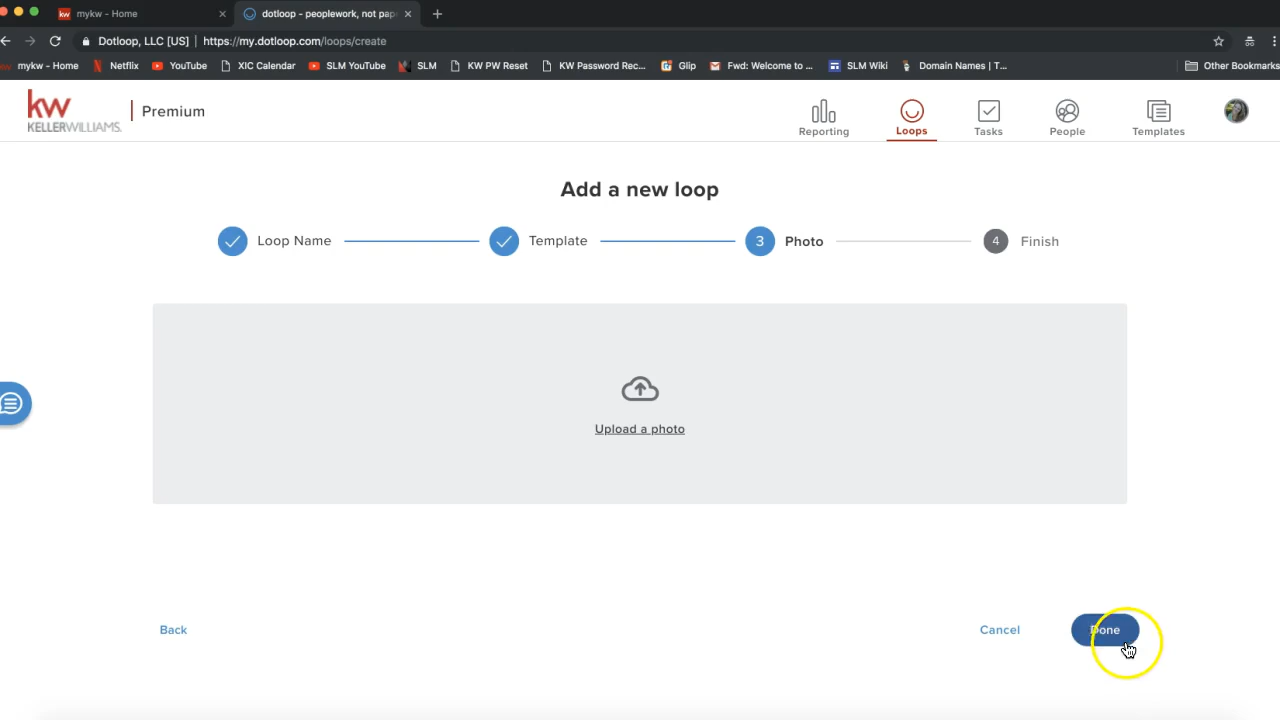 mykw - Home
dotloop - peoplework, not pap
Dotloop, LLC [US] | https://my.dotloop.com/loops/create
mykw - Home Netflix YouTube XIC Calendar SLM YouTube SLM KW PW Reset KW Password Rec... Glip Fwd: Welcome to ... SLM Wiki Domain Names | T... Other Bookmarks
kw
KELLERWILLIAMS.
Premium
Reporting Loops Tasks People Templates
Add a new loop
Loop Name Template 3 Photo 4 Finish
Upload a photo
Back Cancel Done